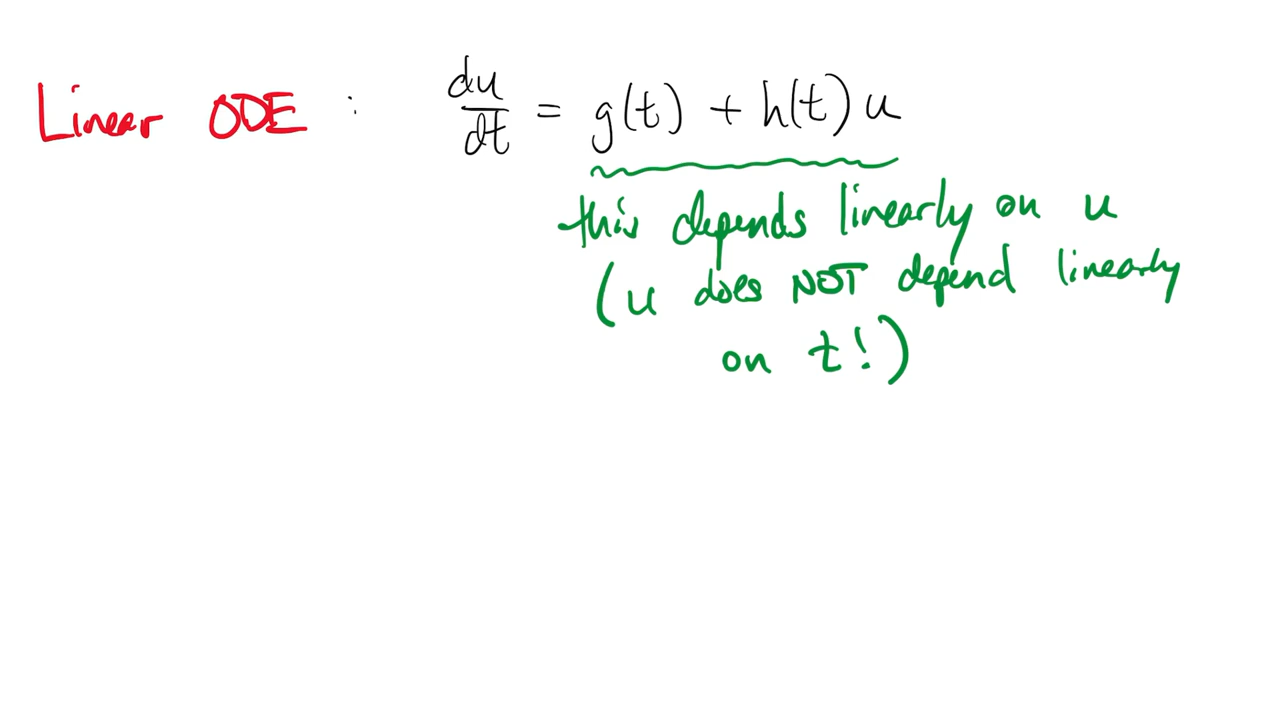 Linear ODE : du/dt = g(t) + h(t) u
this depends linearly on u
(u does NOT depend linearly
on t!)